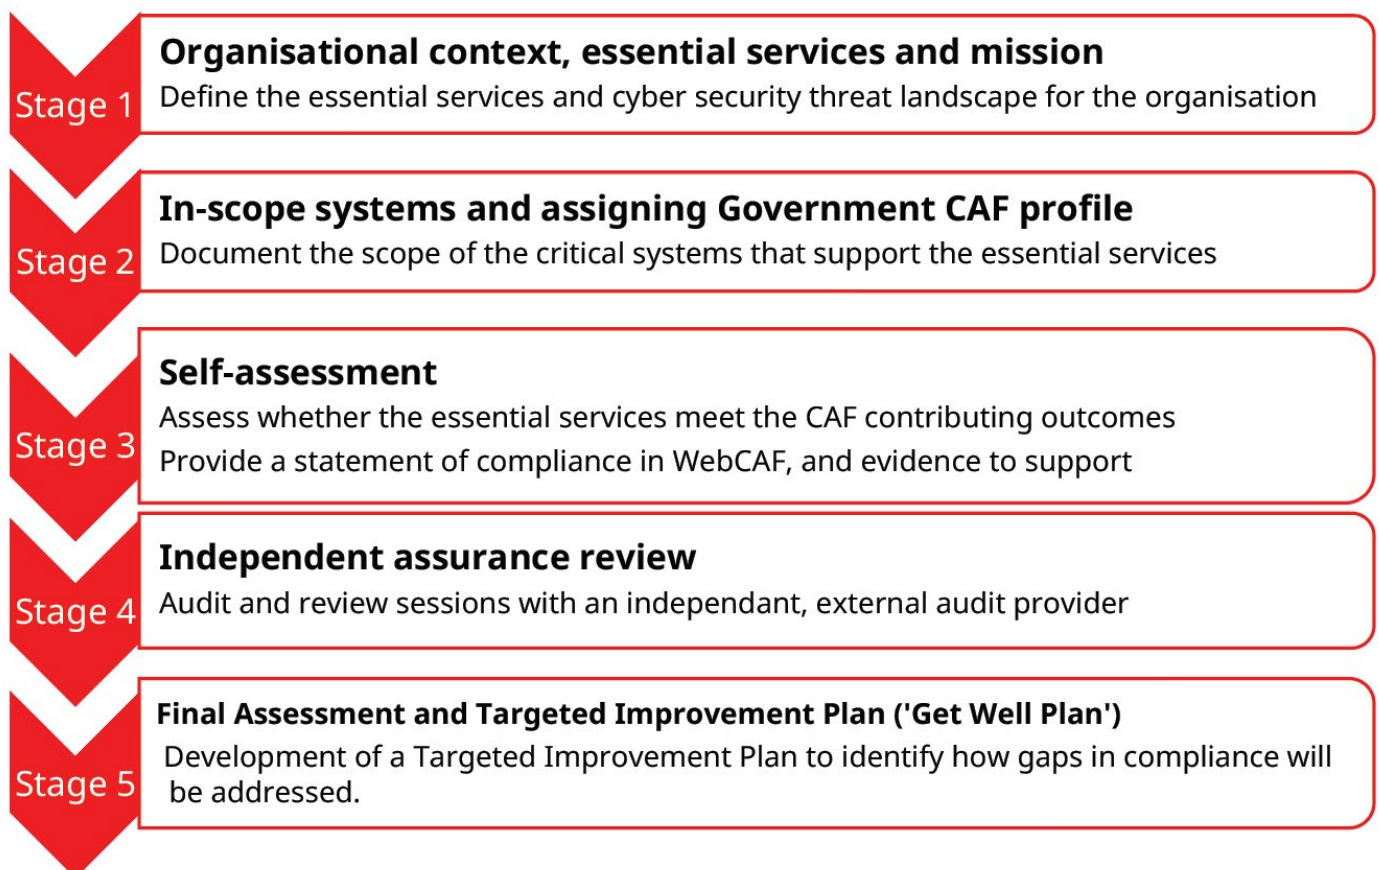 Stage 1
Organisational context, essential services and mission
Define the essential services and cyber security threat landscape for the organisation
Stage 2
In-scope systems and assigning Government CAF profile
Document the scope of the critical systems that support the essential services
Stage 3
Self-assessment
Assess whether the essential services meet the CAF contributing outcomes
Provide a statement of compliance in WebCAF, and evidence to support
Stage 4
Independent assurance review
Audit and review sessions with an independant, external audit provider
Stage 5
Final Assessment and Targeted Improvement Plan ('Get Well Plan')
Development of a Targeted Improvement Plan to identify how gaps in compliance will
be addressed.